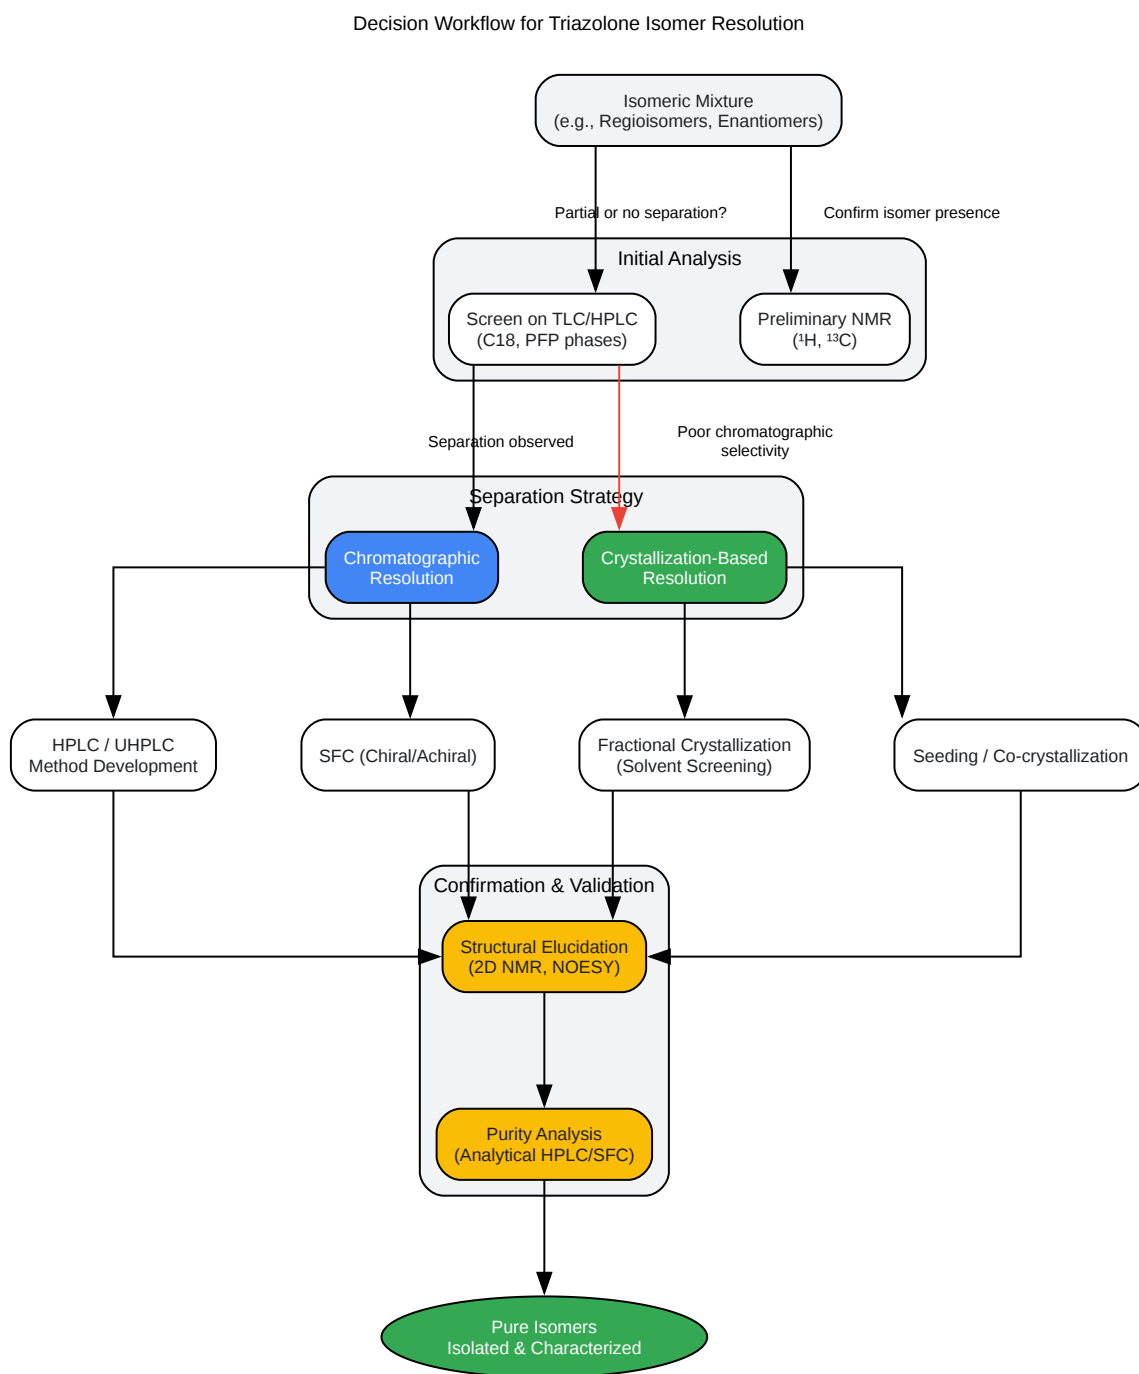 Decision Workflow for Triazolone Isomer Resolution
Isomeric Mixture
(e.g., Regioisomers, Enantiomers)
Partial or no separation?
Confirm isomer presence
Initial Analysis
Screen on TLC/HPLC
(C18, PFP phases)
Preliminary NMR
(¹H, ¹³C)
Separation observed
Poor chromatographic
selectivity
Separation Strategy
Chromatographic
Resolution
Crystallization-Based
Resolution
HPLC / UHPLC
Method Development
SFC (Chiral/Achiral)
Fractional Crystallization
(Solvent Screening)
Seeding / Co-crystallization
Confirmation & Validation
Structural Elucidation
(2D NMR, NOESY)
Purity Analysis
(Analytical HPLC/SFC)
Pure Isomers
Isolated & Characterized